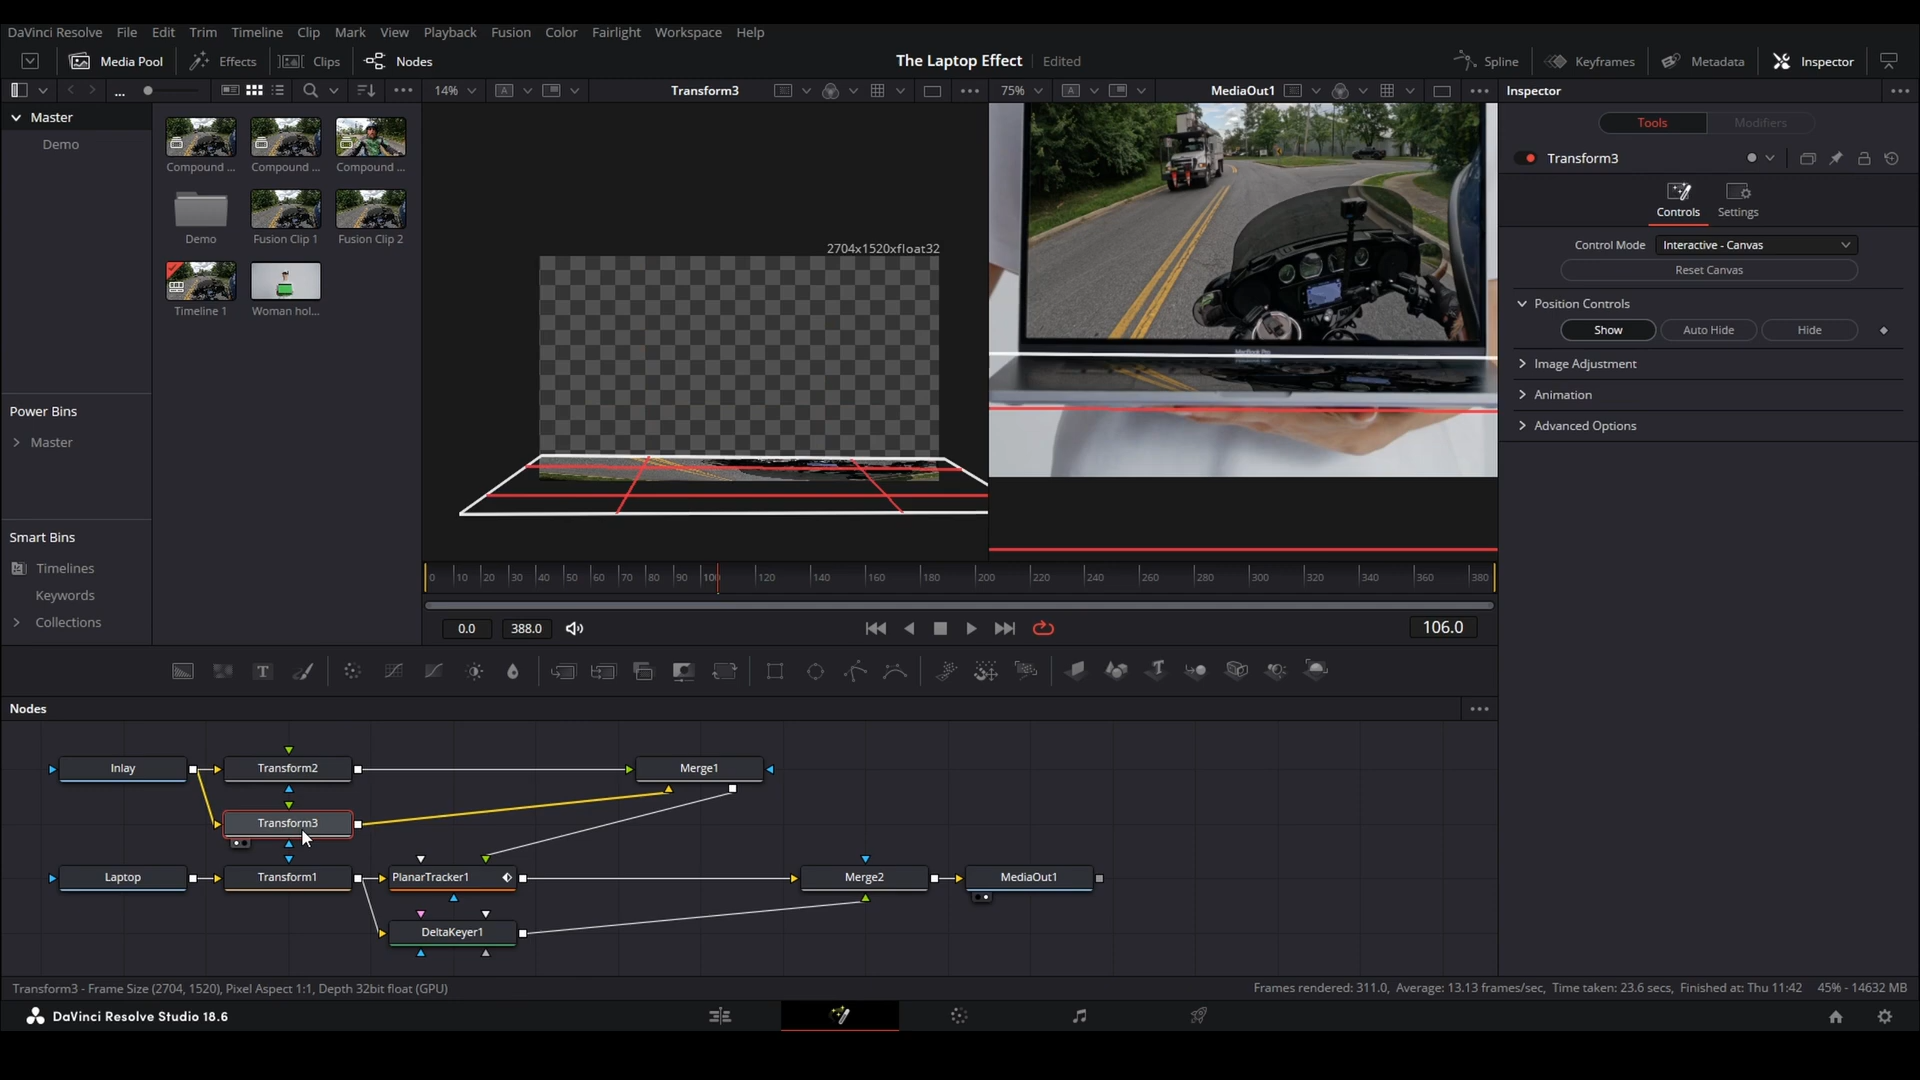 DaVinci Resolve File Edit Trim Timeline Clip Mark View Playback Fusion Color Fairlight Workspace Help
Media Pool Effects Clips Nodes The Laptop Effect Edited Spline Keyframes Metadata Inspector
... 14% A Transform3 75% A MediaOut1 Inspector
Master
Demo
Compound ... Compound ... Compound ...
Demo Fusion Clip 1 Fusion Clip 2
Timeline 1 Woman hol...
Power Bins
Master
Smart Bins
Timelines
Keywords
Collections
2704x1520xfloat32
MacBook Pro
Tools Modifiers
Transform3
Controls Settings
Control Mode Interactive - Canvas
Reset Canvas
Position Controls
Show Auto Hide Hide
Image Adjustment
Animation
Advanced Options
0 10 20 30 40 50 60 70 80 90 100 120 140 160 180 200 220 240 260 280 300 320 340 360 380
0.0 388.0 106.0
T
Nodes
Inlay Transform2 Merge1
Transform3
Laptop Transform1 PlanarTracker1 Merge2 MediaOut1
DeltaKeyer1
Transform3 - Frame Size (2704, 1520), Pixel Aspect 1:1, Depth 32bit float (GPU) Frames rendered: 311.0, Average: 13.13 frames/sec, Time taken: 23.6 secs, Finished at: Thu 11:42 45% - 14632 MB
DaVinci Resolve Studio 18.6